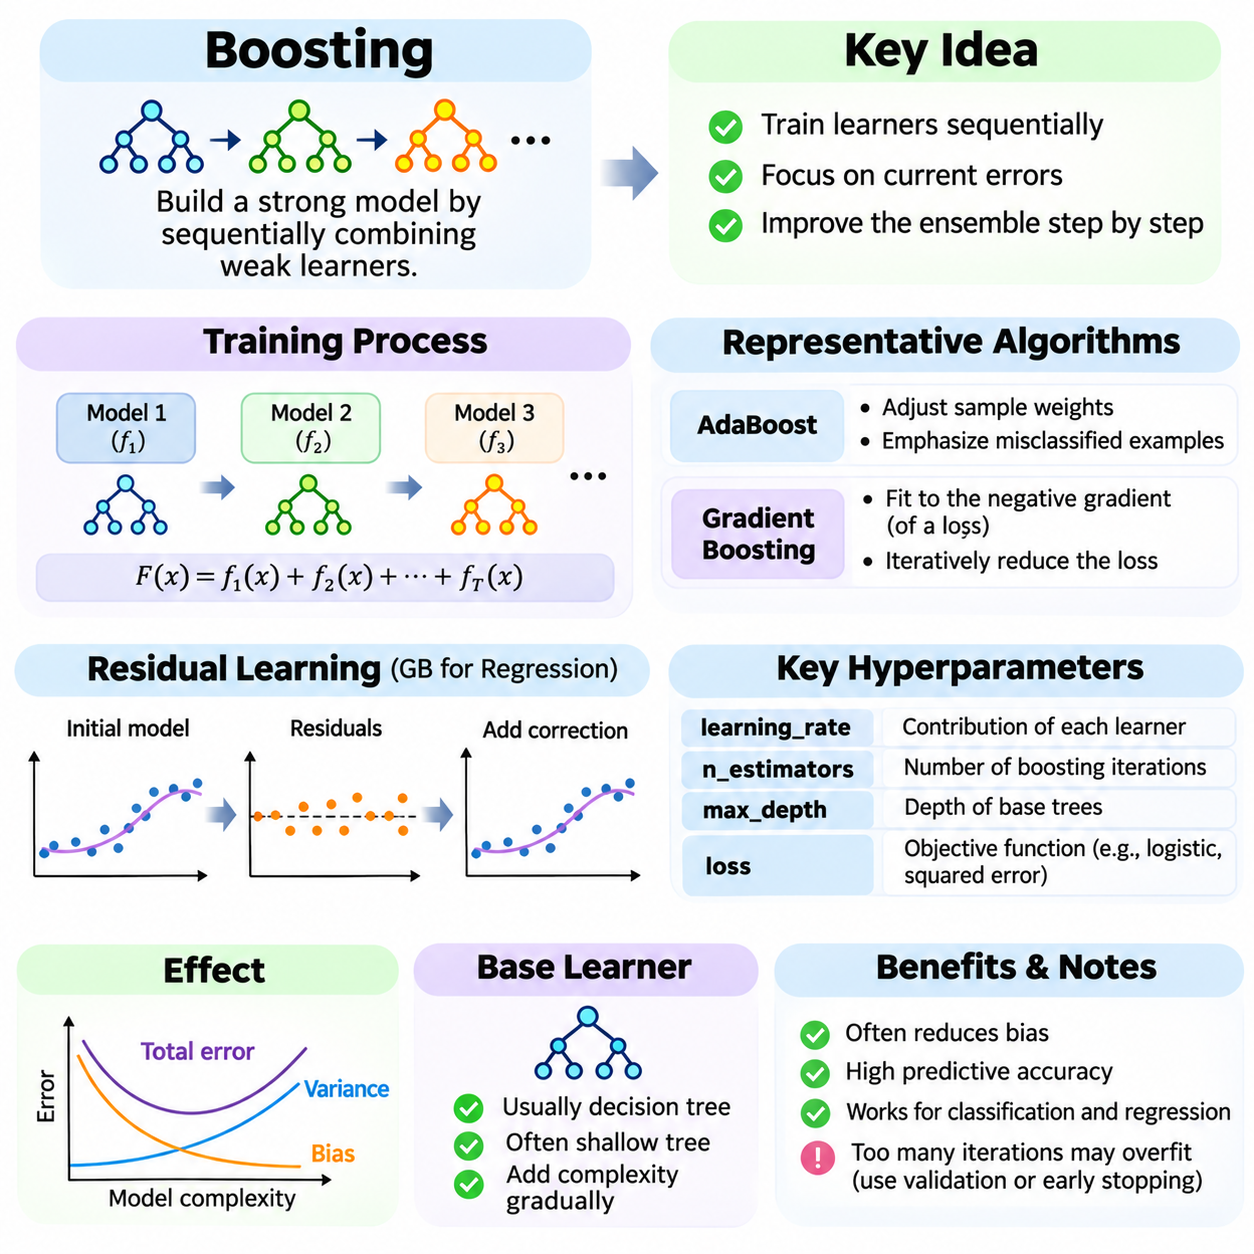 Boosting
Build a strong model by
sequentially combining
weak learners.
Key Idea
Train learners sequentially
Focus on current errors
Improve the ensemble step by step
Training Process
Model 1
(f₁)
Model 2
(f₂)
Model 3
(f₃)
F(x) = f₁(x) + f₂(x) + ⋯ + f_T(x)
Representative Algorithms
AdaBoost
• Adjust sample weights
• Emphasize misclassified examples
Gradient
Boosting
• Fit to the negative gradient
(of a loss)
• Iteratively reduce the loss
Residual Learning (GB for Regression)
Initial model
Residuals
Add correction
Key Hyperparameters
learning_rate
Contribution of each learner
n_estimators
Number of boosting iterations
max_depth
Depth of base trees
loss
Objective function (e.g., logistic,
squared error)
Effect
Error
Total error
Variance
Bias
Model complexity
Base Learner
Usually decision tree
Often shallow tree
Add complexity
gradually
Benefits & Notes
Often reduces bias
High predictive accuracy
Works for classification and regression
Too many iterations may overfit
(use validation or early stopping)